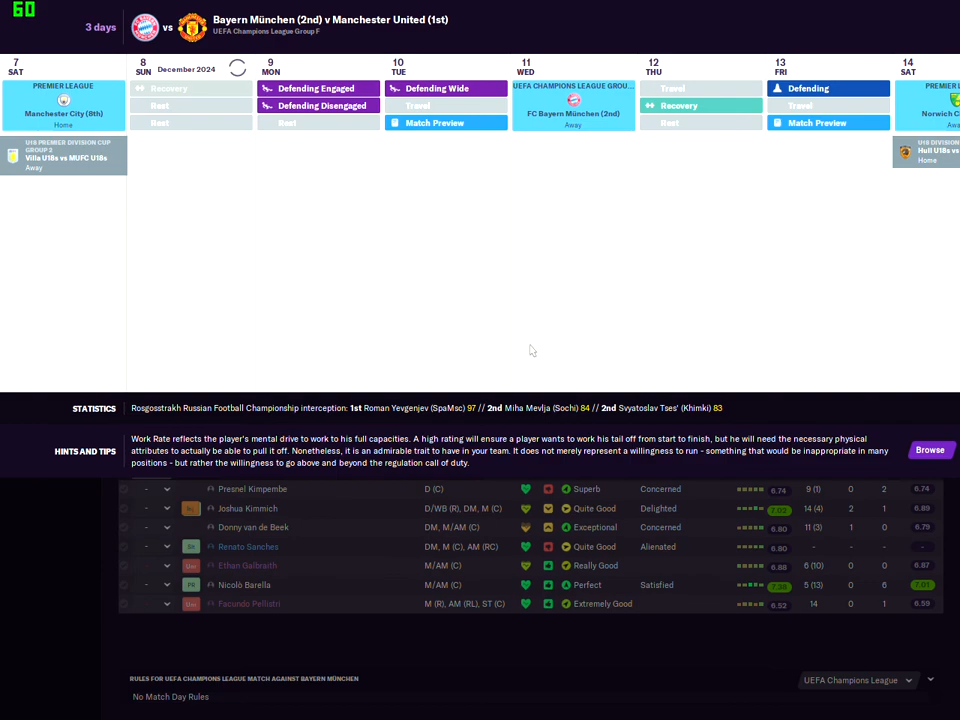 60
3 days
vs
Bayern München (2nd) v Manchester United (1st)
UEFA Champions League Group F
7
SAT
8
SUN December 2024
9
MON
10
TUE
11
WED
12
THU
13
FRI
14
SAT
PREMIER LEAGUE
Manchester City (8th)
Home
Recovery
Rest
Rest
Defending Engaged
Defending Disengaged
Rest
Defending Wide
Travel
Match Preview
UEFA CHAMPIONS LEAGUE GROU...
FC Bayern München (2nd)
Away
Travel
Recovery
Rest
Defending
Travel
Match Preview
PREMIER L
Norwich C
Awa
U18 PREMIER DIVISION CUP
GROUP 2
Villa U18s vs MUFC U18s
Away
U18 DIVISION
Hull U18s vs
Home
STATISTICS Rosgosstrakh Russian Football Championship interception: 1st Roman Yevgenjev (SpaMsc) 97 // 2nd Miha Mevlja (Sochi) 84 // 2nd Svyatoslav Tses' (Khimki) 83
HINTS AND TIPS
Work Rate reflects the player's mental drive to work to his full capacities. A high rating will ensure a player wants to work his tail off from start to finish, but he will need the necessary physical
attributes to actually be able to pull it off. Nonetheless, it is an admirable trait to have in your team. It does not merely represent a willingness to run - something that would be inappropriate in many
positions - but rather the willingness to go above and beyond the regulation call of duty.
Browse
- Presnel Kimpembe D (C) Superb Concerned 6.74 9 (1) 0 2 6.74
- Joshua Kimmich D/WB (R), DM, M (C) Quite Good Delighted 7.02 14 (4) 2 1 6.89
- Donny van de Beek DM, M/AM (C) Exceptional Concerned 6.80 11 (3) 1 0 6.79
- Renato Sanches DM, M (C), AM (RC) Quite Good Alienated 6.80 - - - -
- Ethan Galbraith M/AM (C) Really Good 6.88 6 (10) 0 0 6.87
- PR Nicolò Barella M/AM (C) Perfect Satisfied 7.38 5 (13) 0 6 7.01
Facundo Pellistri M (R), AM (RL), ST (C) Extremely Good 6.52 14 0 1 6.59
RULES FOR UEFA CHAMPIONS LEAGUE MATCH AGAINST BAYERN MÜNCHEN
UEFA Champions League
No Match Day Rules